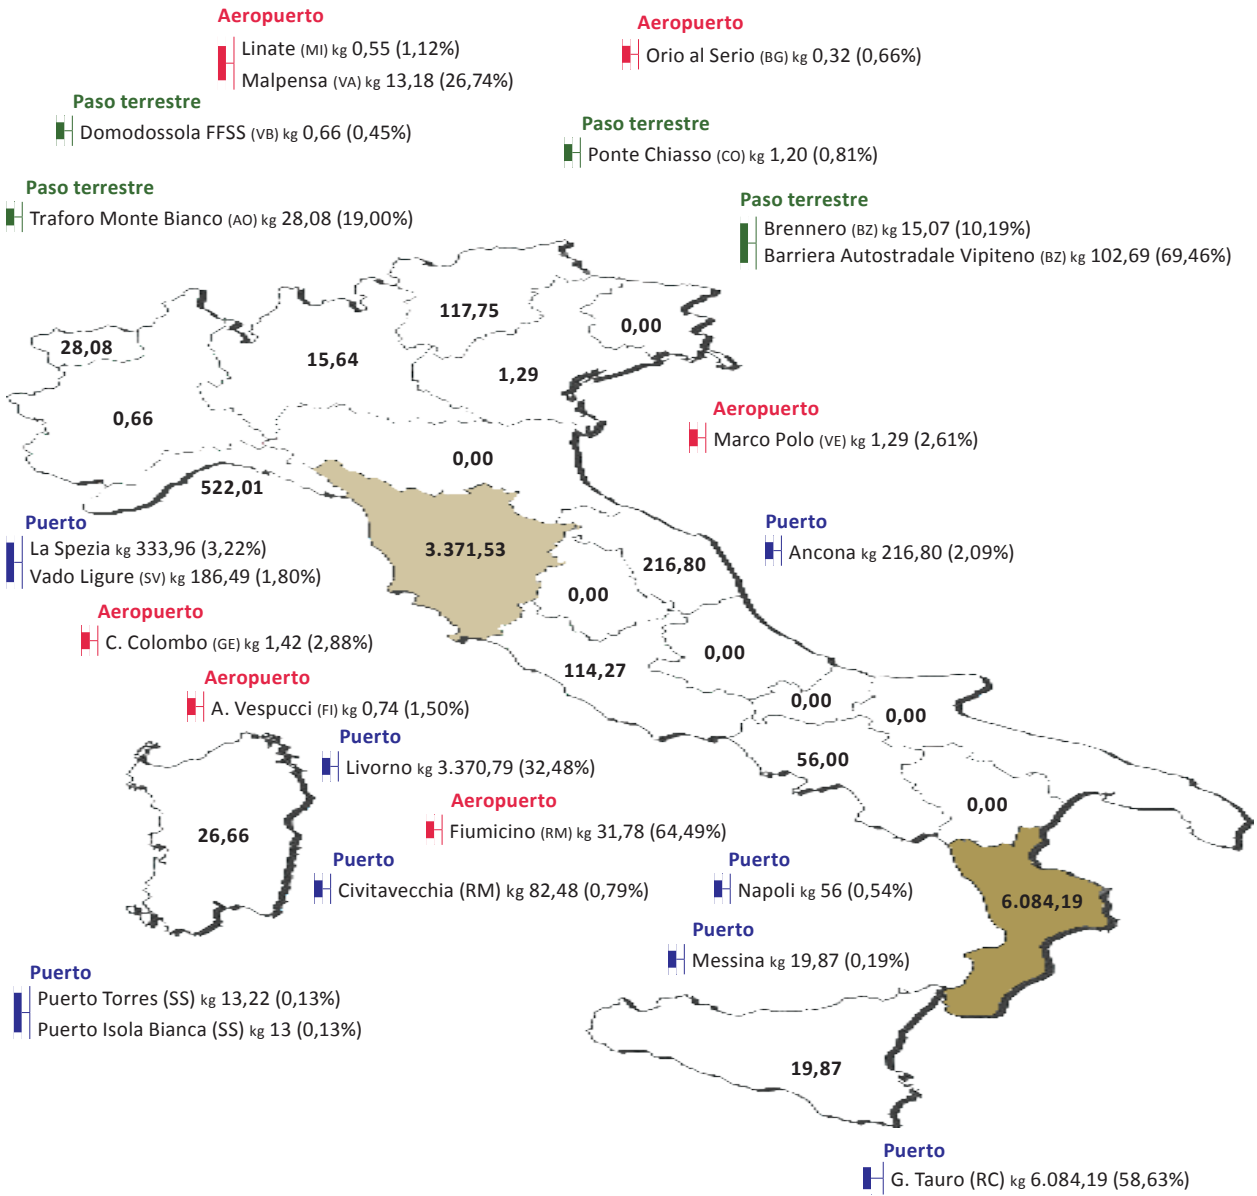 Aeropuerto
Linate (MI) kg 0,55 (1,12%)
Malpensa (VA) kg 13,18 (26,74%)
Aeropuerto
Orio al Serio (BG) kg 0,32 (0,66%)
Paso terrestre
Domodossola FFSS (VB) kg 0,66 (0,45%)
Paso terrestre
Ponte Chiasso (CO) kg 1,20 (0,81%)
Paso terrestre
Traforo Monte Bianco (AO) kg 28,08 (19,00%)
Paso terrestre
Brennero (BZ) kg 15,07 (10,19%)
Barriera Autostradale Vipiteno (BZ) kg 102,69 (69,46%)
117,75
0,00
28,08
15,64
1,29
0,66
Aeropuerto
Marco Polo (VE) kg 1,29 (2,61%)
0,00
522,01
Puerto
La Spezia kg 333,96 (3,22%)
Vado Ligure (SV) kg 186,49 (1,80%)
3.371,53
216,80
Puerto
Ancona kg 216,80 (2,09%)
0,00
Aeropuerto
C. Colombo (GE) kg 1,42 (2,88%)
0,00
114,27
Aeropuerto
A. Vespucci (FI) kg 0,74 (1,50%)
0,00
0,00
Puerto
Livorno kg 3.370,79 (32,48%)
56,00
0,00
Aeropuerto
Fiumicino (RM) kg 31,78 (64,49%)
26,66
Puerto
Civitavecchia (RM) kg 82,48 (0,79%)
Puerto
Napoli kg 56 (0,54%)
6.084,19
Puerto
Messina kg 19,87 (0,19%)
Puerto
Puerto Torres (SS) kg 13,22 (0,13%)
Puerto Isola Bianca (SS) kg 13 (0,13%)
19,87
Puerto
G. Tauro (RC) kg 6.084,19 (58,63%)